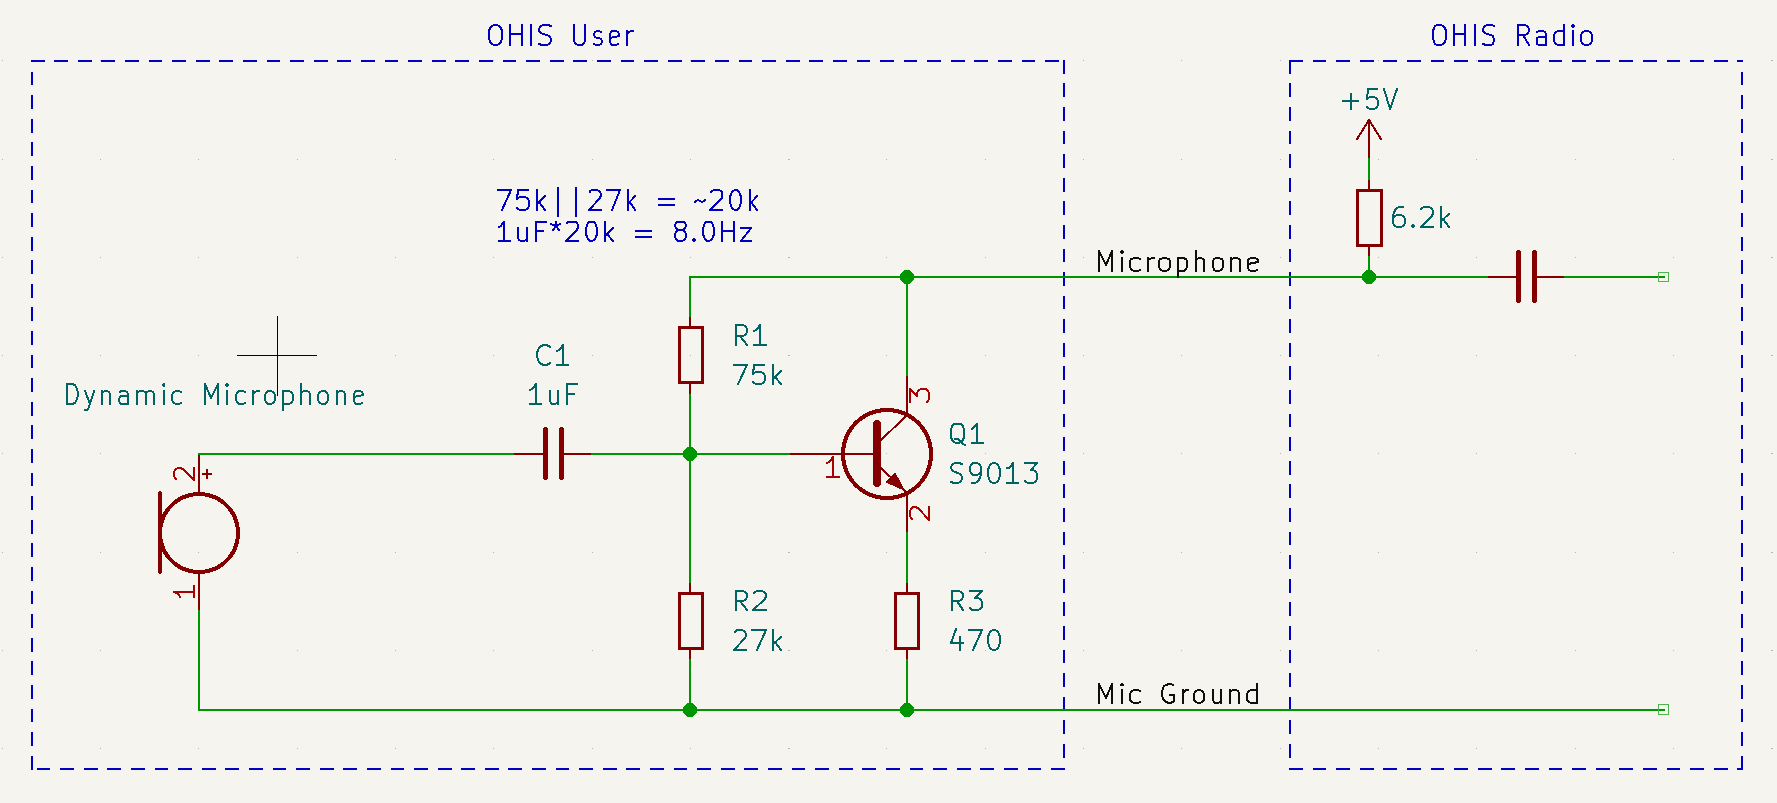 OHIS User
OHIS Radio
+5V
75k||27k = ~20k
1uF*20k = 8.0Hz
6.2k
Microphone
R1
75k
C1
1uF
Dynamic Microphone
3
Q1
S9013
1
2
2
+
1
R2
27k
R3
470
Mic Ground